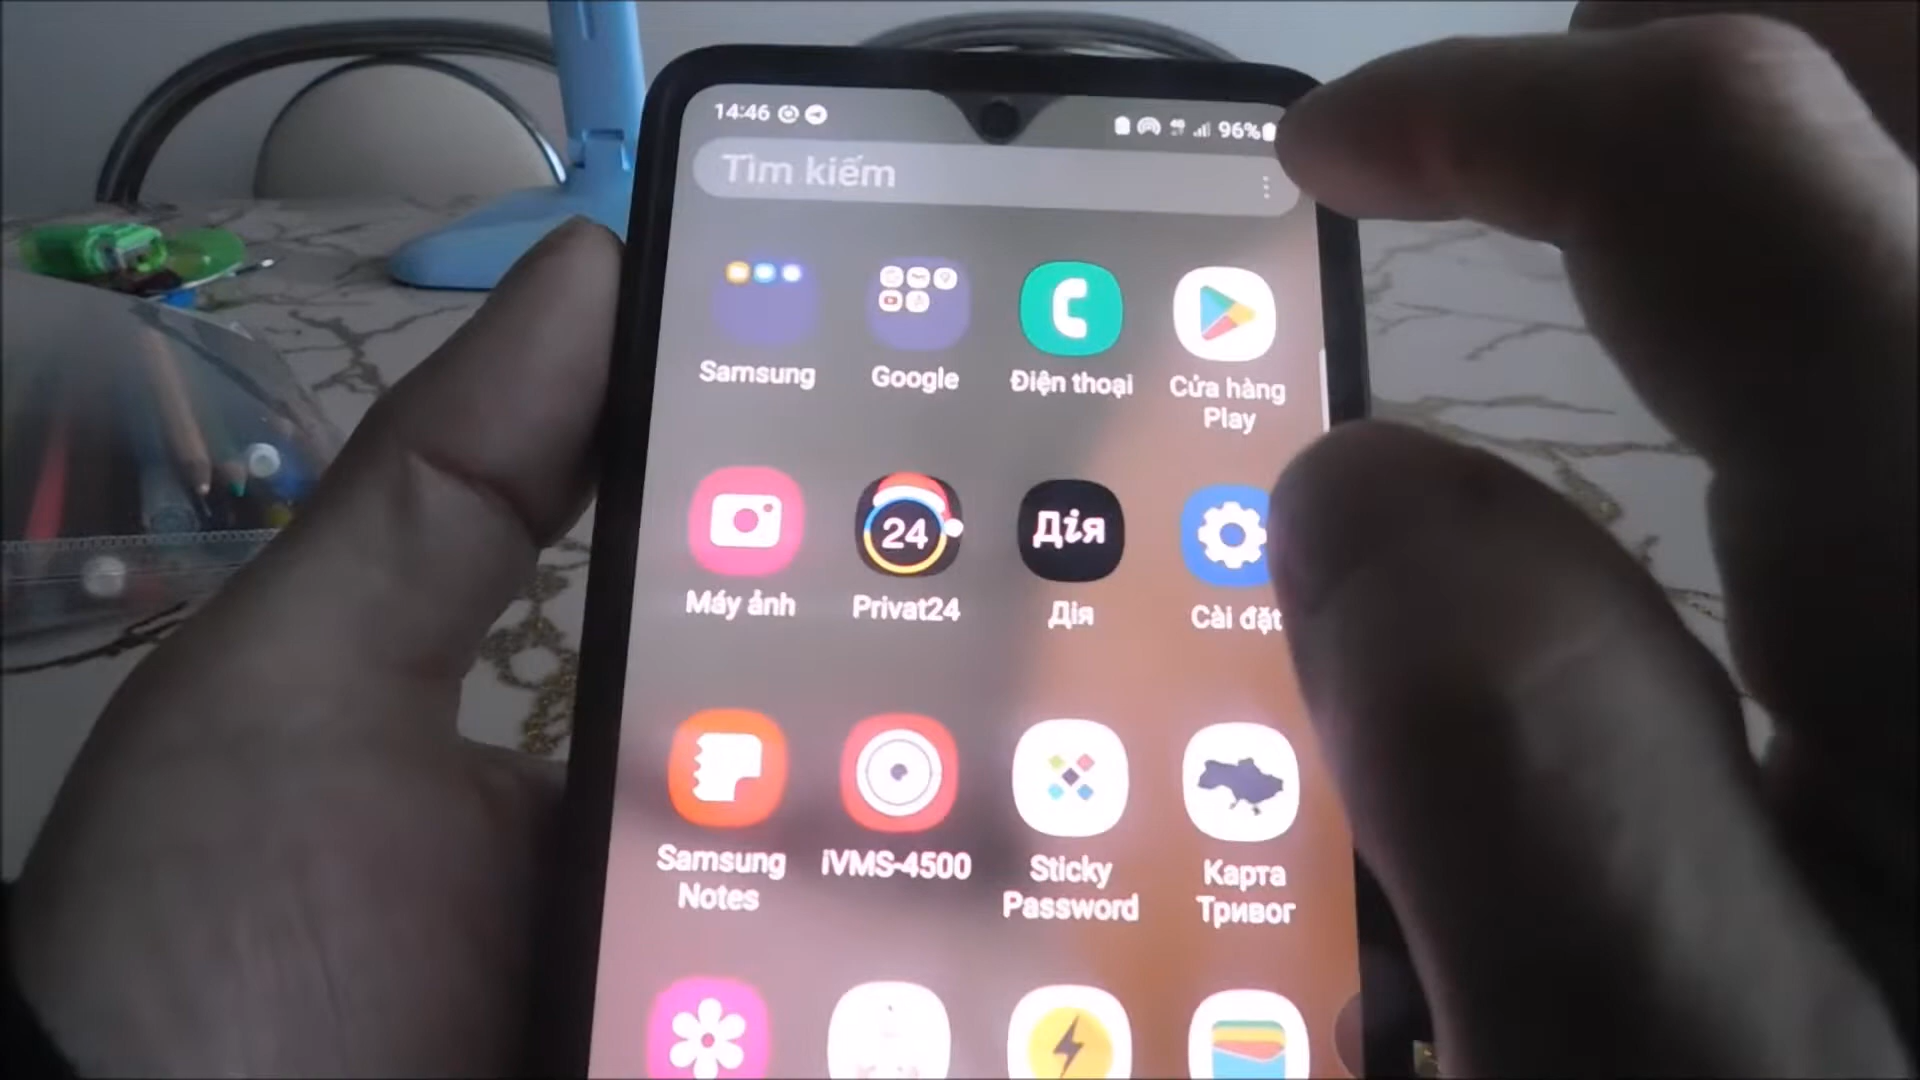 14:46
96%
Tìm kiếm
Samsung
Google
Điện thoại
Cửa hàng
Play
24
Дія
Máy ảnh
Privat24
Дія
Cài đặt
Samsung
Notes
iVMS-4500
Sticky
Password
Карта
Тривог